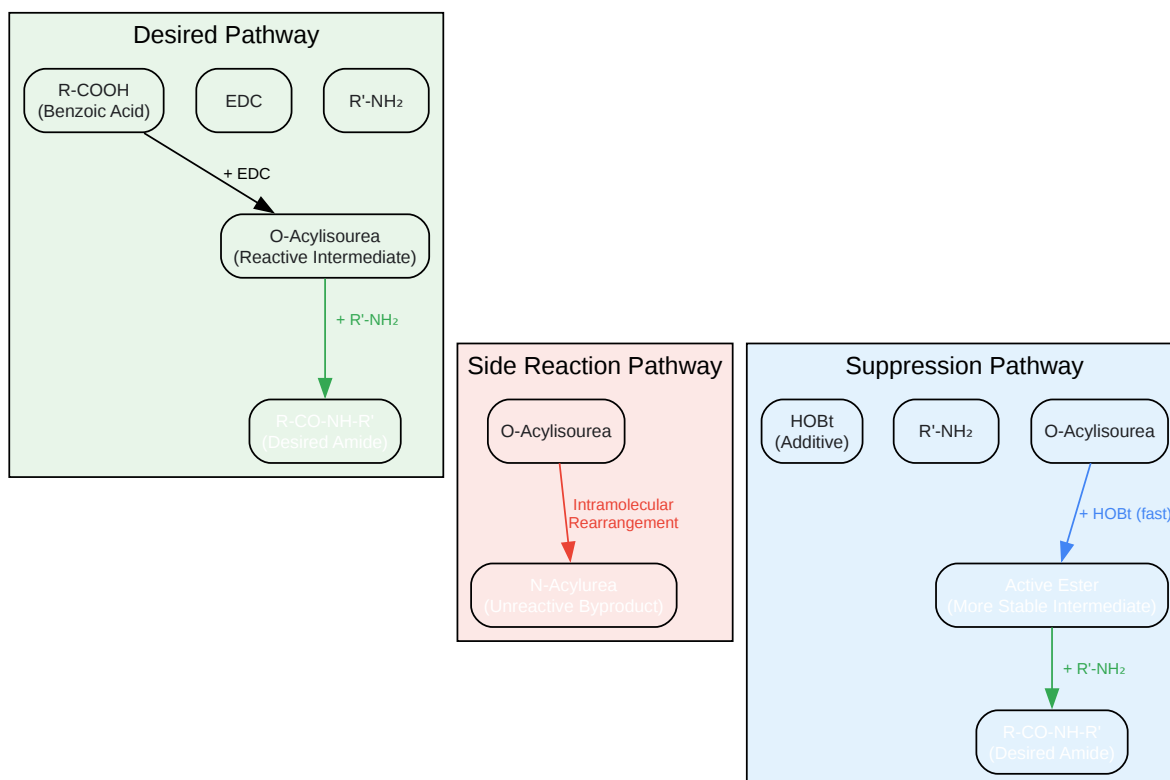 Desired Pathway
R-COOH
(Benzoic Acid)
EDC
R'-NH₂
+ EDC
O-Acylisourea
(Reactive Intermediate)
+ R'-NH₂
R-CO-NH-R'
(Desired Amide)
Side Reaction Pathway
O-Acylisourea
Intramolecular
Rearrangement
N-Acylurea
(Unreactive Byproduct)
Suppression Pathway
HOBt
(Additive)
R'-NH₂
O-Acylisourea
+ HOBt (fast)
Active Ester
(More Stable Intermediate)
+ R'-NH₂
R-CO-NH-R'
(Desired Amide)